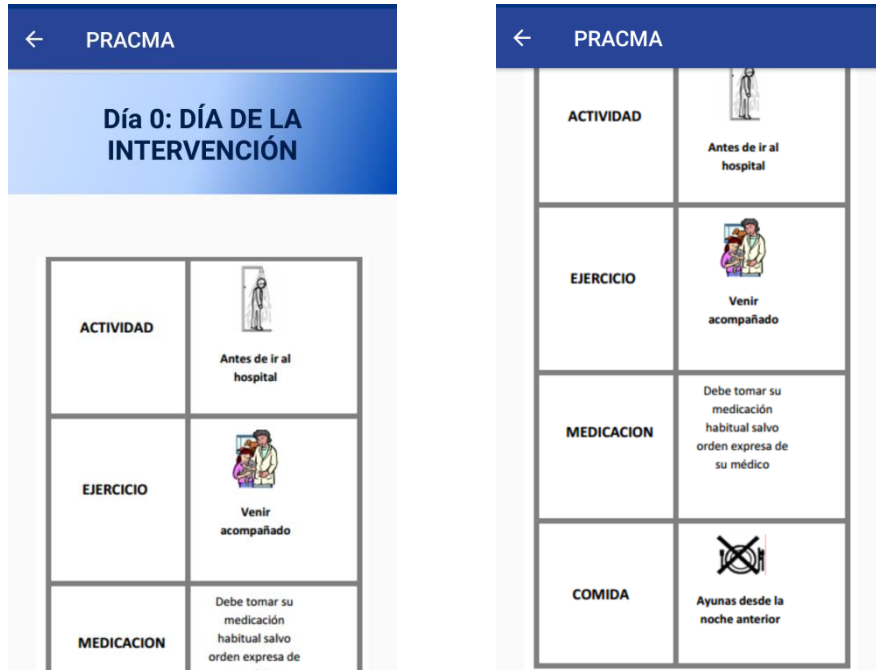 PRACMA
Día 0: DÍA DE LA
INTERVENCIÓN
ACTIVIDAD
Antes de ir al
hospital
EJERCICIO
Venir
acompañado
MEDICACION
Debe tomar su
medicación
habitual salvo
orden expresa de
PRACMA
ACTIVIDAD
Antes de ir al
hospital
EJERCICIO
Venir
acompañado
MEDICACION
Debe tomar su
medicación
habitual salvo
orden expresa de
su médico
COMIDA
Ayunas desde la
noche anterior